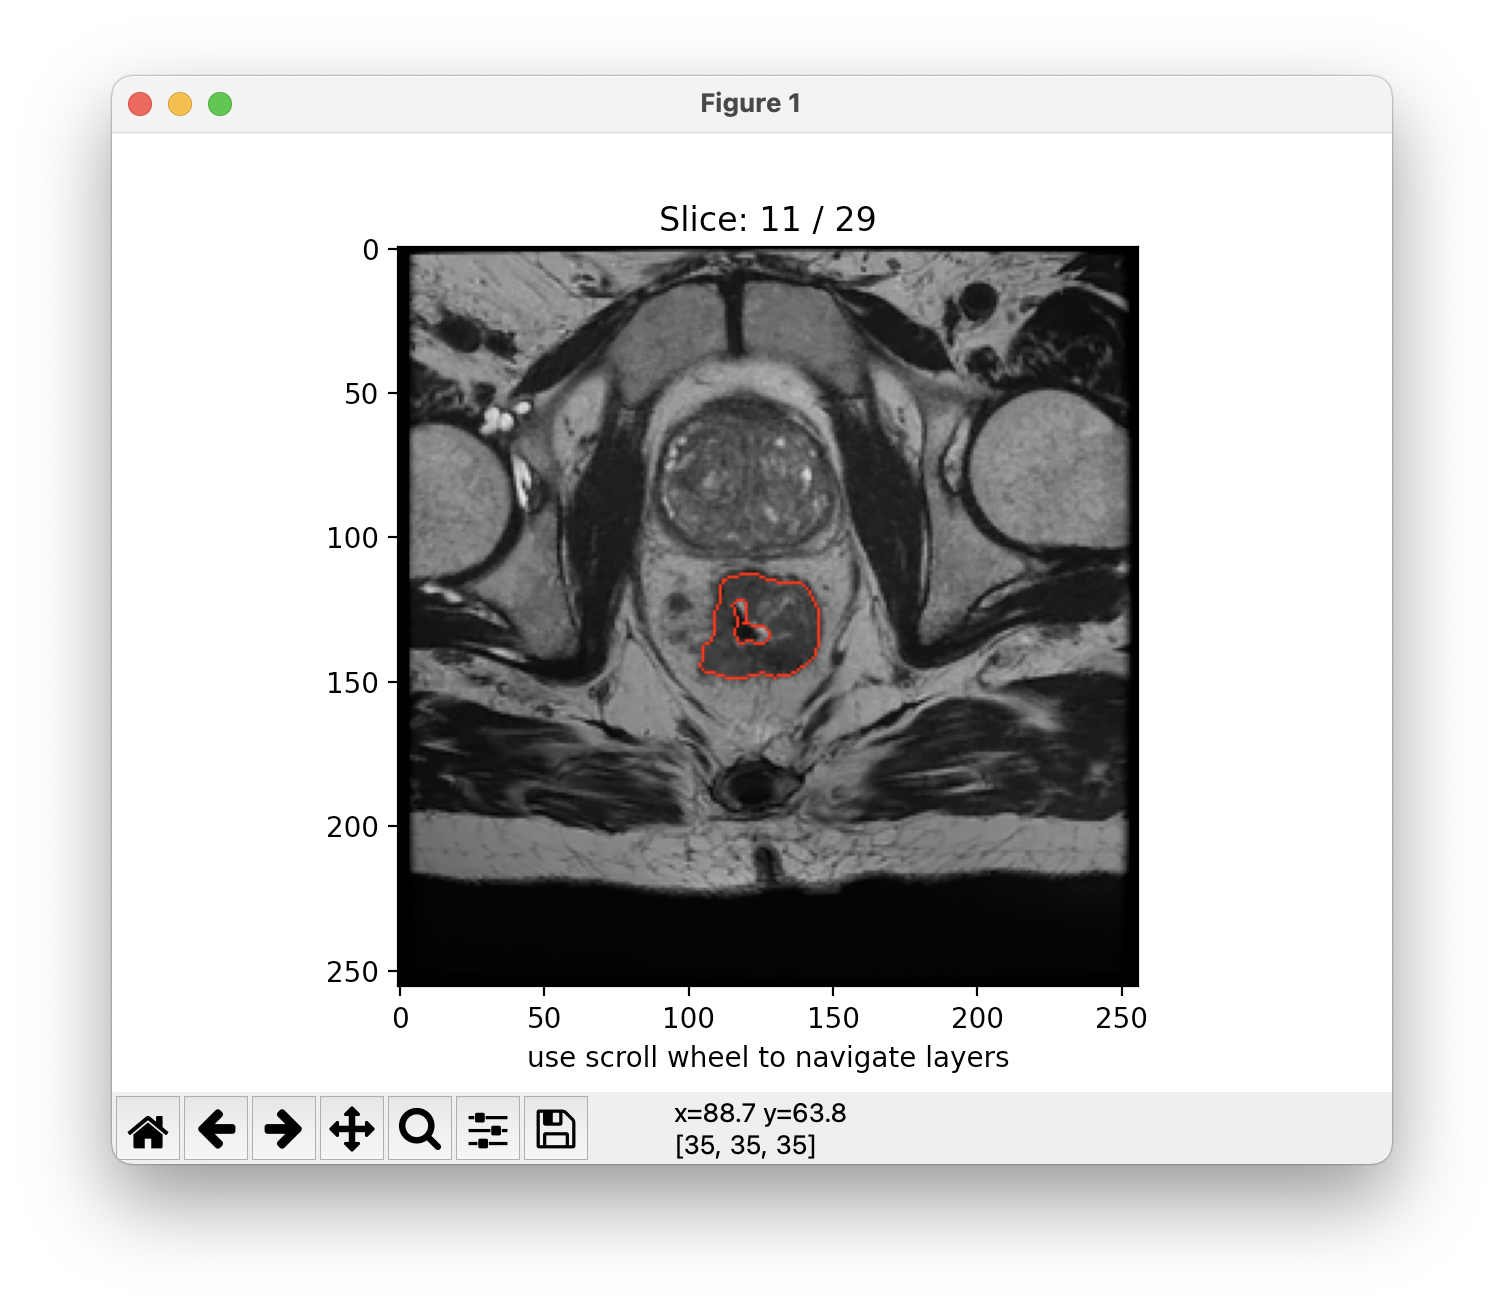 Figure 1
Slice: 11 / 29
0
50
100
150
200
250
0 50 100 150 200 250
use scroll wheel to navigate layers
x=88.7 y=63.8
[35, 35, 35]